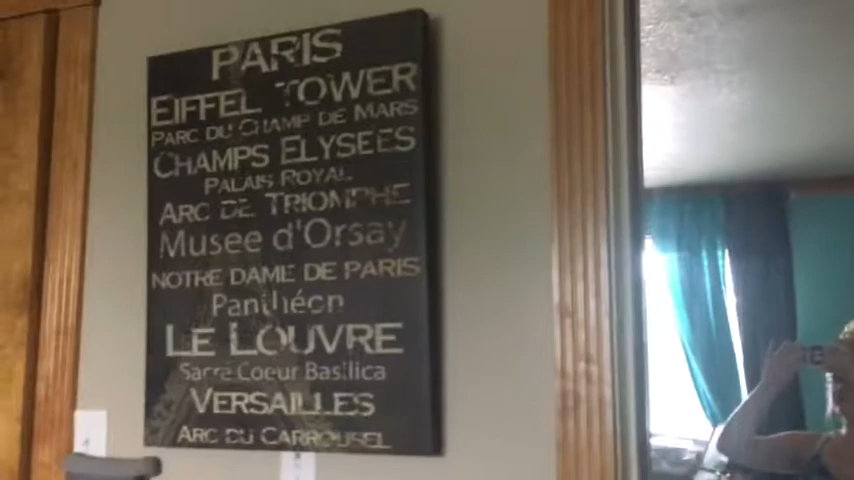 PARIS
EIFFEL TOWER
PARC DU CHAMP DE MARS
CHAMPS ELYSEES
PALAIS ROYAL
ARC DE TRIOMPHE
Musee d'Orsay
NOTRE DAME DE PARIS
Panthéon
LE LOUVRE
Sacre Coeur Basilica
VERSAILLES
ARC DU CARROUSEL